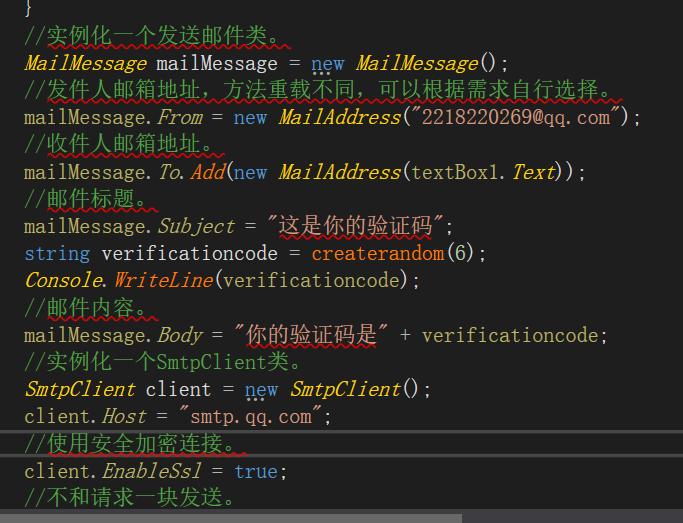 }
//实例化一个发送邮件类。
MailMessage mailMessage = new MailMessage();
//发件人邮箱地址，方法重载不同，可以根据需求自行选择。
mailMessage.From = new MailAddress("2218220269@qq.com");
//收件人邮箱地址。
mailMessage.To.Add(new MailAddress(textBox1.Text));
//邮件标题。
mailMessage.Subject = "这是你的验证码";
string verificationcode = createrandom(6);
Console.WriteLine(verificationcode);
//邮件内容。
mailMessage.Body = "你的验证码是" + verificationcode;
//实例化一个SmtpClient类。
SmtpClient client = new SmtpClient();
client.Host = "smtp.qq.com";
//使用安全加密连接。
client.EnableSsl = true;
//不和请求一块发送。